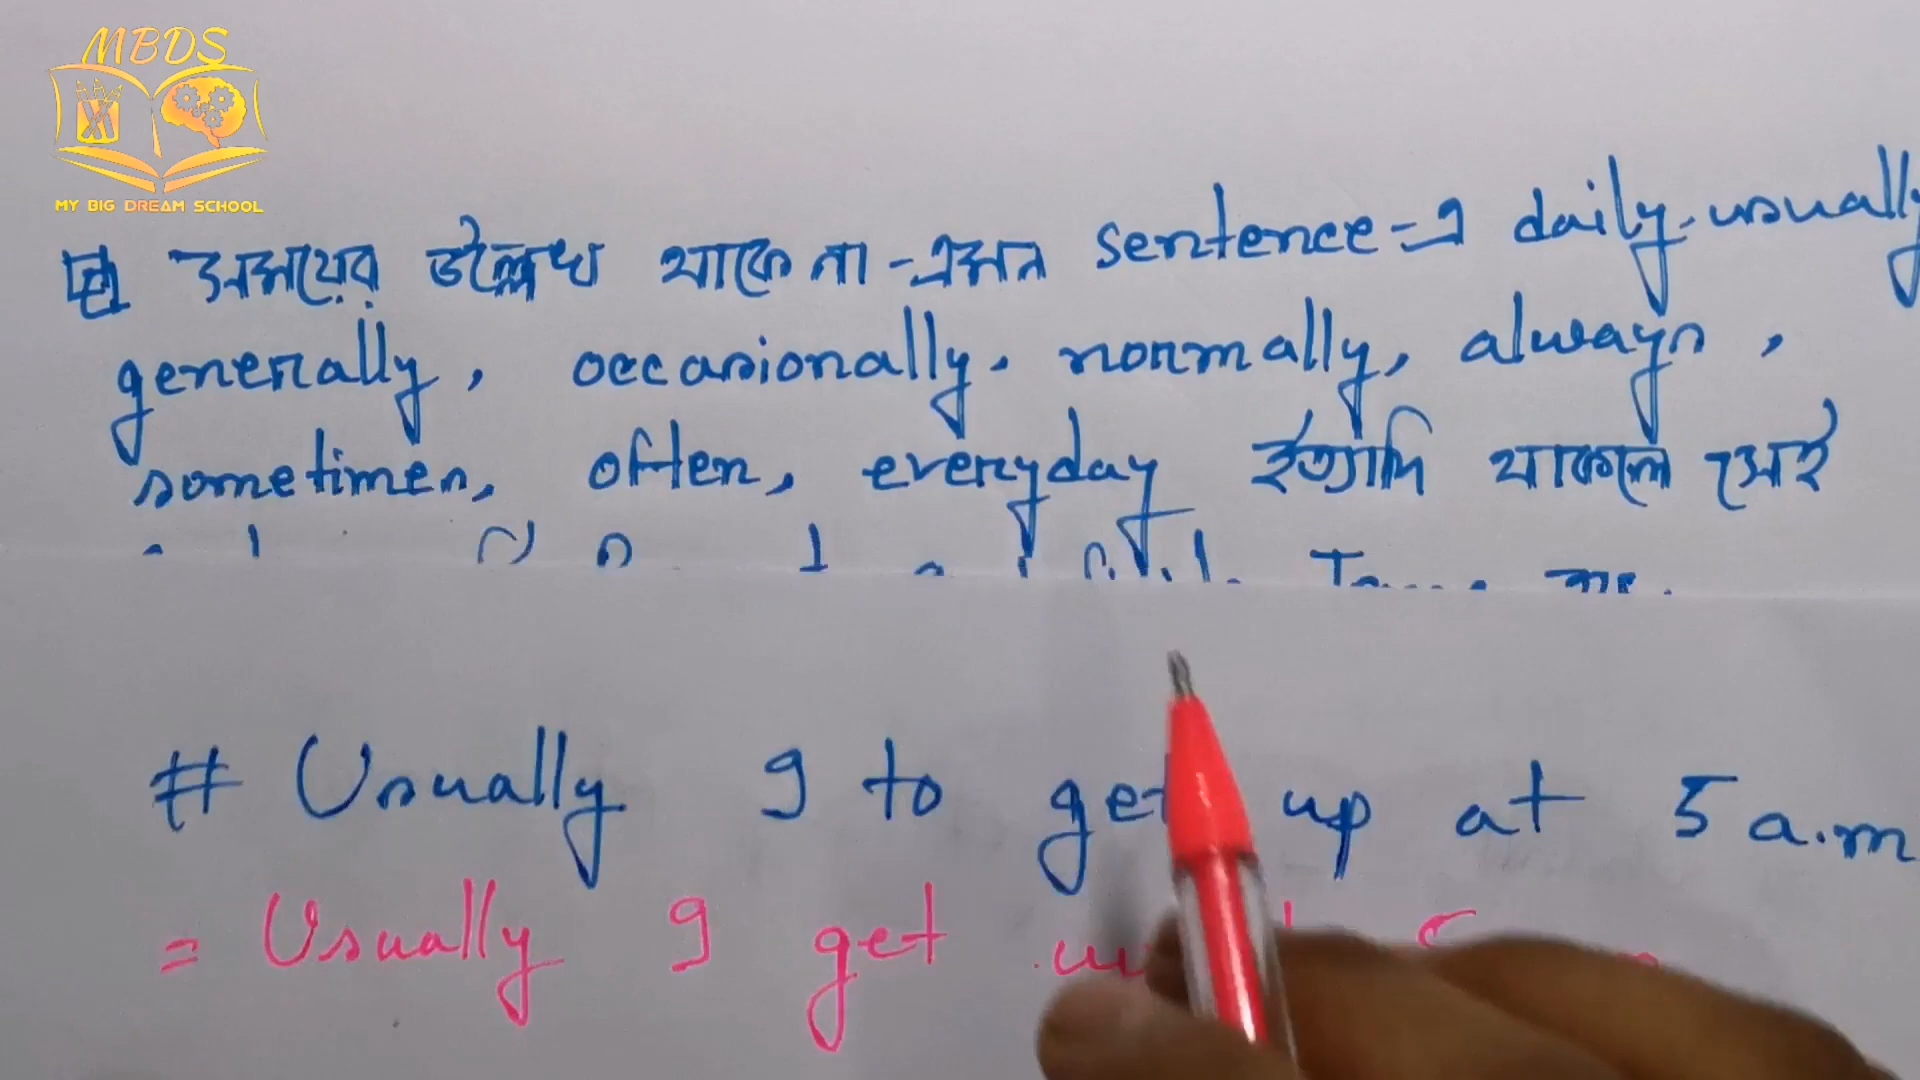 MBDS
MY BIG DREAM SCHOOL
সময়ের উল্লেখ থাকে না-এমন sentence-এ daily, usually
generally, occasionally, normally, always,
sometimes, often, everyday ইত্যাদি থাকলে সেই
# Usually I to get up at 5 a.m
= Usually I get